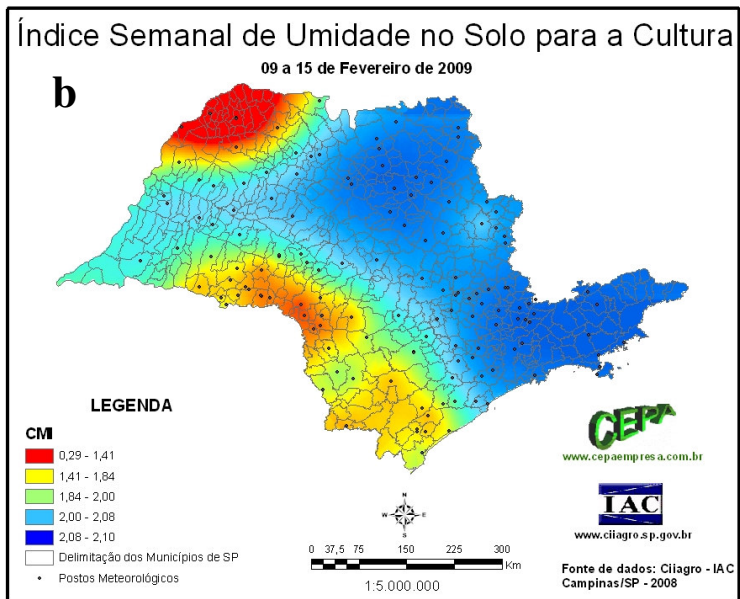 Índice Semanal de Umidade no Solo para a Cultura
09 a 15 de Fevereiro de 2009
b
LEGENDA
CMI
0,29 - 1,41
1,41 - 1,84
1,84 - 2,00
2,00 - 2,08
2,08 - 2,10
Delimitação dos Municípios de SP
Postos Meteorológicos
N
W E
S
0 37,5 75 150 225 300
Km
1:5.000.000
CEPA
www.cepaempresa.com.br
IAC
www.ciiagro.sp.gov.br
Fonte de dados: Ciiagro - IAC
Campinas/SP - 2008